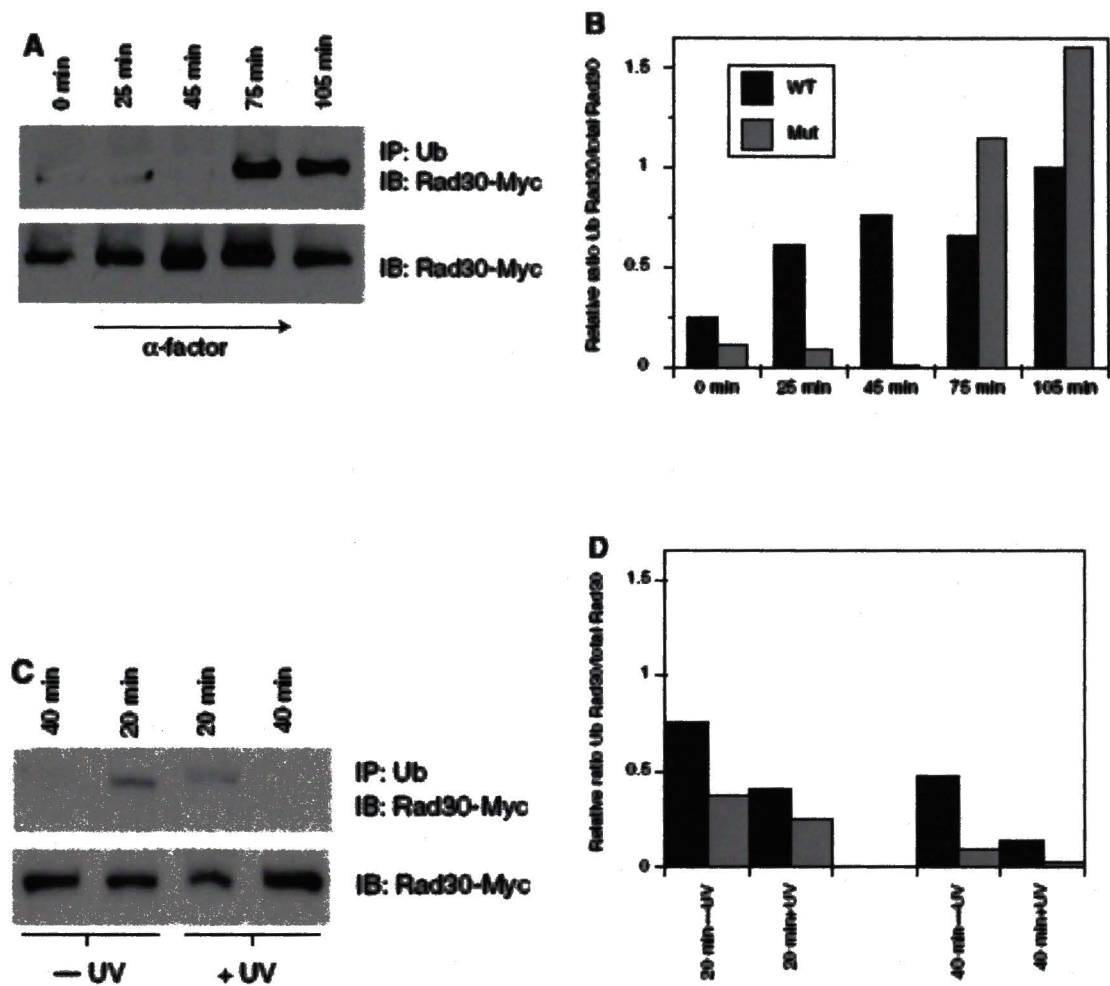 A
0 min
25 min
45 min
75 min
105 min
IP: Ub
IB: Rad30-Myc
IB: Rad30-Myc
α-factor
B
Relative ratio Ub Rad30/total Rad30
1.5
1
0.5
0
WT
Mut
0 min
25 min
45 min
75 min
105 min
C
40 min
20 min
20 min
40 min
IP: Ub
IB: Rad30-Myc
IB: Rad30-Myc
— UV
+ UV
D
Relative ratio Ub Rad30/total Rad30
1.5
1
0.5
0
20 min—UV
20 min+UV
40 min—UV
40 min+UV